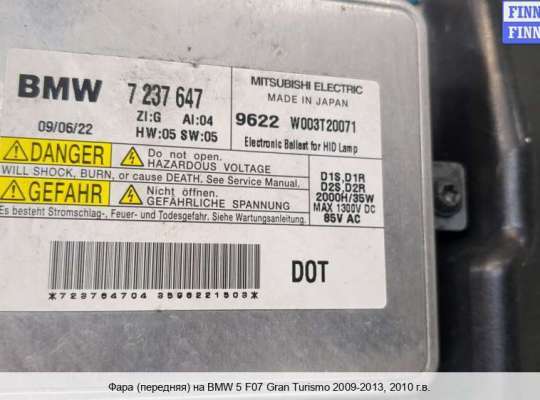 FINN
FINN
BMW 7 237 647
MITSUBISHI ELECTRIC
MADE IN JAPAN
ZI:G AI:04
HW:05 SW:05
09/06/22
9622 W003T20071
Electronic Ballast for HID Lamp
DANGER Do not open.
HAZARDOUS VOLTAGE
WILL SHOCK, BURN, or cause DEATH. See Service Manual.
GEFAHR Nicht öffnen.
GEFÄHRLICHE SPANNUNG
Es besteht Stromschlag-, Feuer- und Todesgefahr. Siehe Wartungsanleitung.
D1S,D1R
D2S,D2R
2000H/35W
MAX 1300V DC
85V AC
DOT
*723764704 3596221503*
Фара (передняя) на BMW 5 F07 Gran Turismo 2009-2013, 2010 г.в.